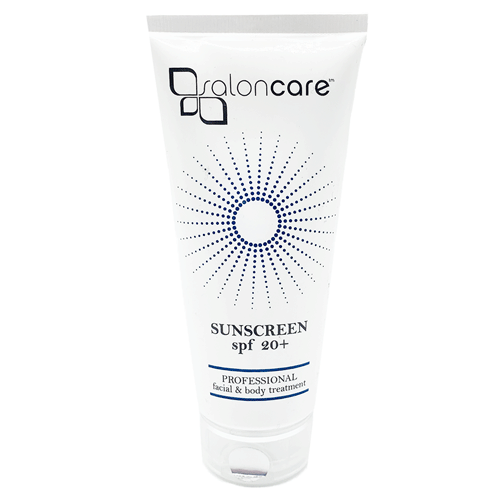 saloncare™
SUNSCREEN
spf 20+
PROFESSIONAL
facial & body treatment